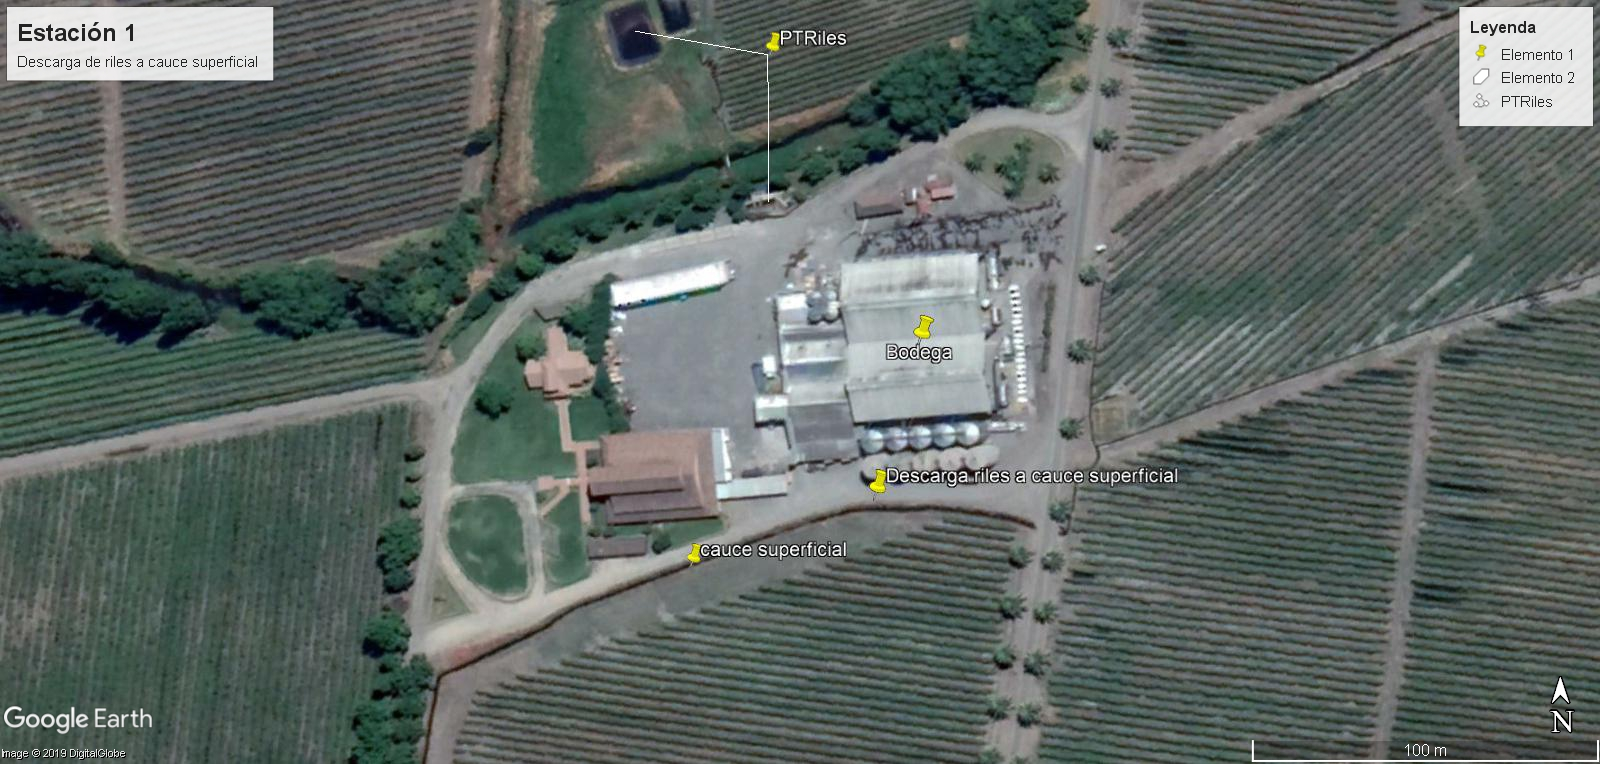 Estación 1
Descarga de riles a cauce superficial
PTRiles
Leyenda
Elemento 1
Elemento 2
PTRiles
Bodega
Descarga riles a cauce superficial
cauce superficial
Google Earth
Image © 2019 DigitalGlobe
N
100 m